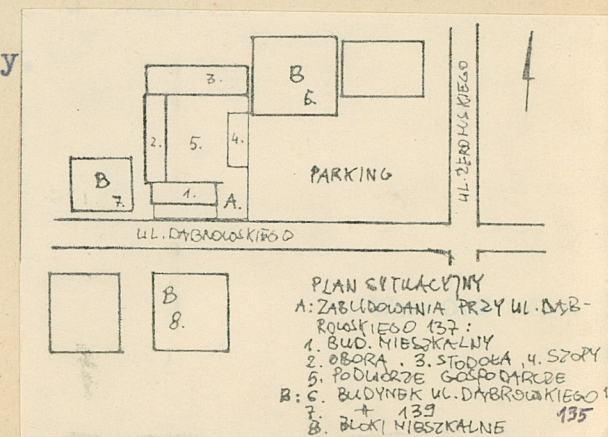 y
B
6.
3.
2.
5.
4.
B
7.
1.
A.
PARKING
UL. ŻEROMSKIEGO
UL. DĄBROWSKIEGO
B
8.
PLAN SYTUACYJNY
A: ZABUDOWANIA PRZY UL. DĄB-
ROWSKIEGO 137:
1. BUD. MIESZKALNY
2. OBORA, 3. STODOŁA, 4. SZOPY
5. PODWÓRZE GOSPODARCZE
B: 6. BUDYNEK UL. DĄBROWSKIEGO
135
7. -"- 139
8. BLOKI MIESZKALNE